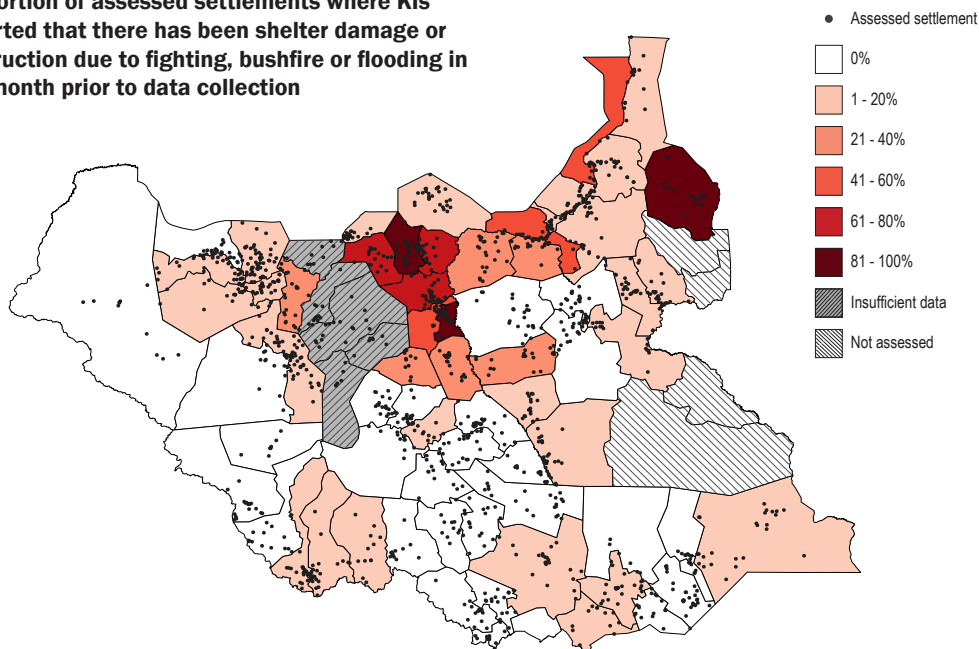 ortion of assessed settlements where KIs
rted that there has been shelter damage or
ruction due to fighting, bushfire or flooding in
month prior to data collection
Assessed settlement
0%
1 - 20%
21 - 40%
41 - 60%
61 - 80%
81 - 100%
Insufficient data
Not assessed